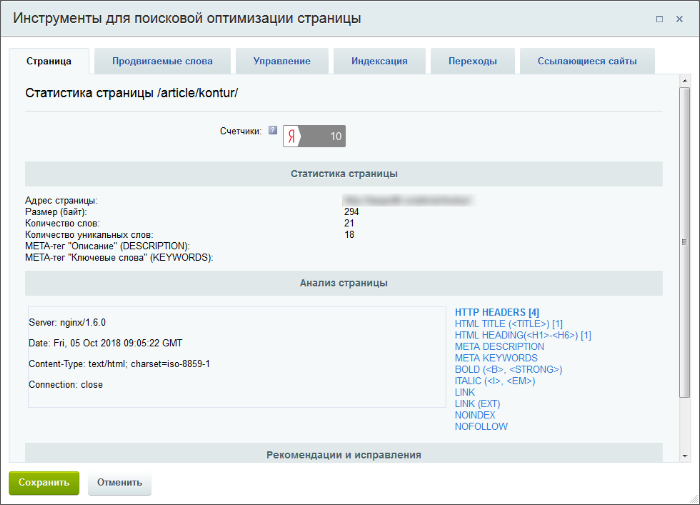 Инструменты для поисковой оптимизации страницы
Страница Продвигаемые слова Управление Индексация Переходы Ссылающиеся сайты
Статистика страницы /article/kontur/
Счетчики: ? Я 10
Статистика страницы
Адрес страницы:
Размер (байт): 294
Количество слов: 21
Количество уникальных слов: 18
META-тег "Описание" (DESCRIPTION):
META-тег "Ключевые слова" (KEYWORDS):
Анализ страницы
Server: nginx/1.6.0
Date: Fri, 05 Oct 2018 09:05:22 GMT
Content-Type: text/html; charset=iso-8859-1
Connection: close
HTTP HEADERS [4]
HTML TITLE (<TITLE>) [1]
HTML HEADING(<H1>-<H6>) [1]
META DESCRIPTION
META KEYWORDS
BOLD (<B>, <STRONG>)
ITALIC (<I>, <EM>)
LINK
LINK (EXT)
NOINDEX
NOFOLLOW
Рекомендации и исправления
Сохранить Отменить